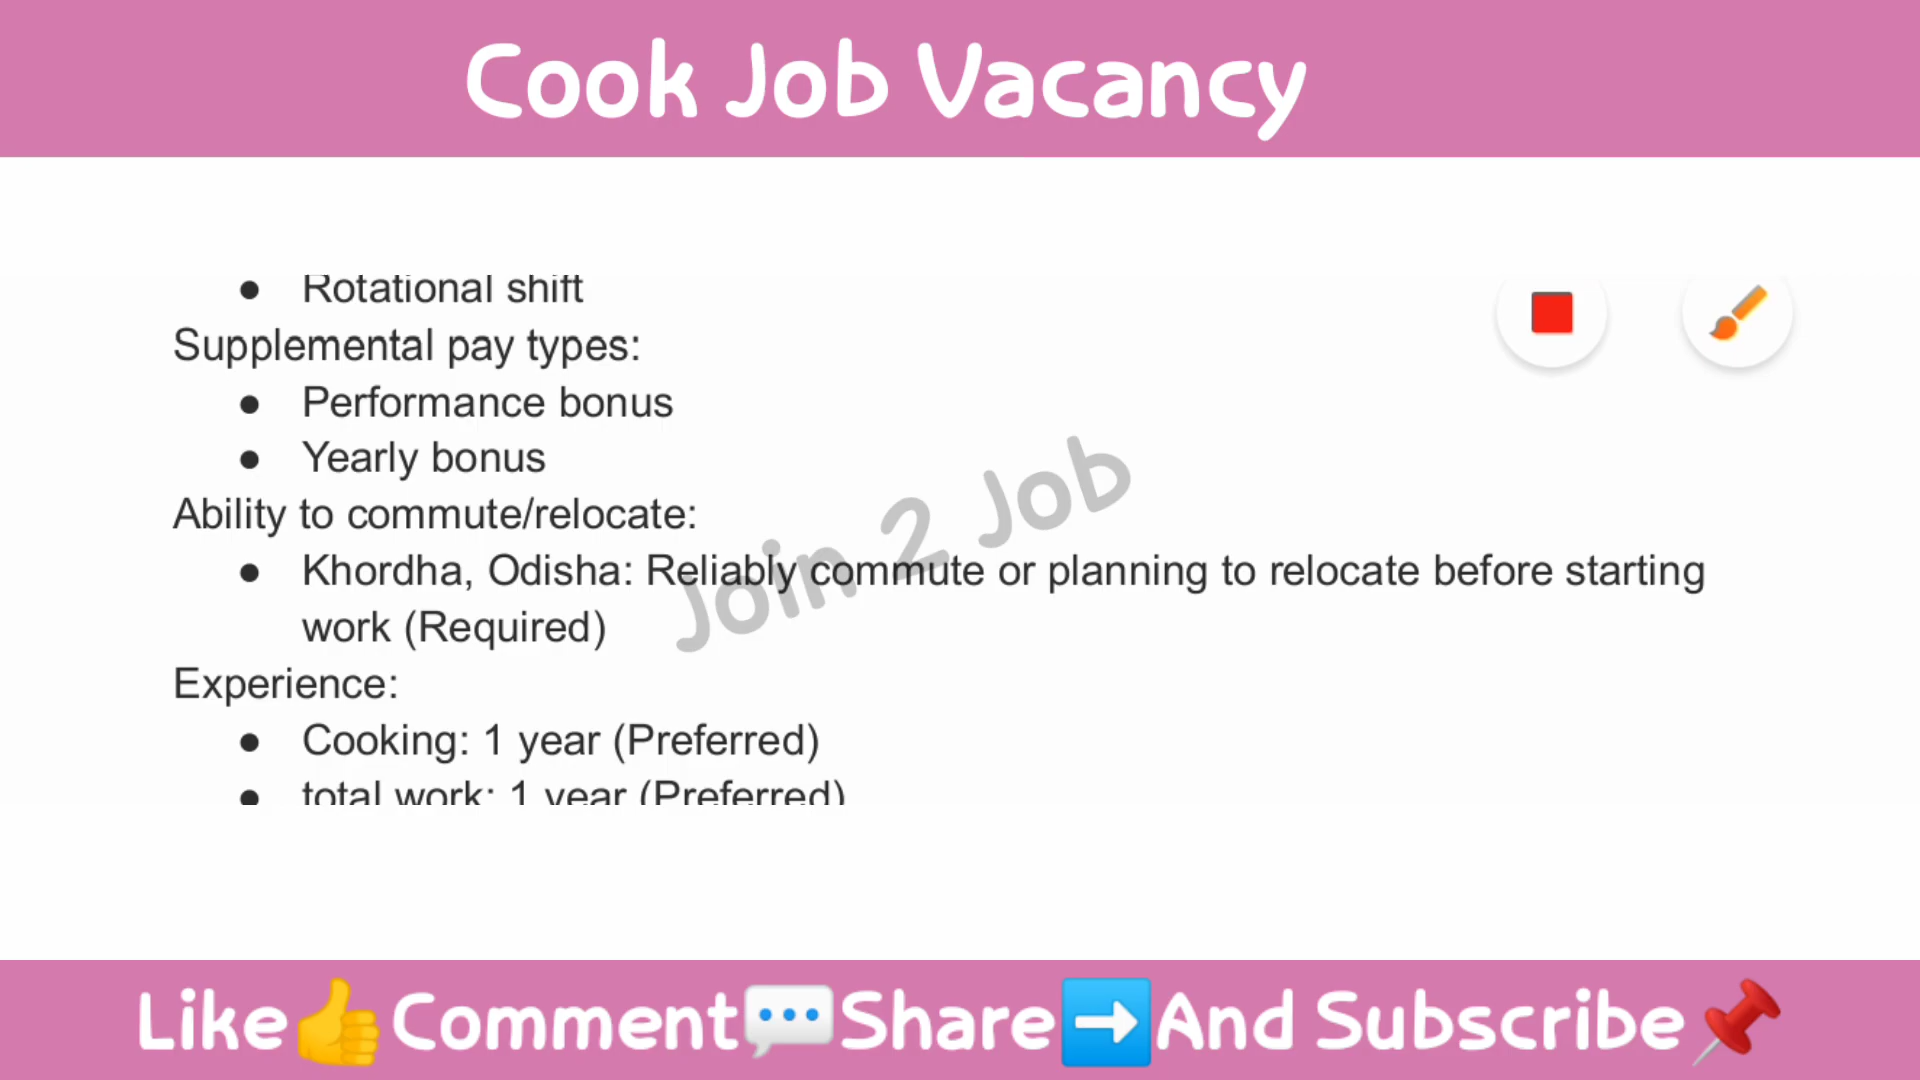 Cook Job Vacancy
● Rotational shift
Supplemental pay types:
● Performance bonus
● Yearly bonus
Ability to commute/relocate:
● Khordha, Odisha: Reliably commute or planning to relocate before starting
work (Required)
Experience:
● Cooking: 1 year (Preferred)
● total work: 1 year (Preferred)
Join 2 Job
Like👍Comment💬Share➡️And Subscribe📌